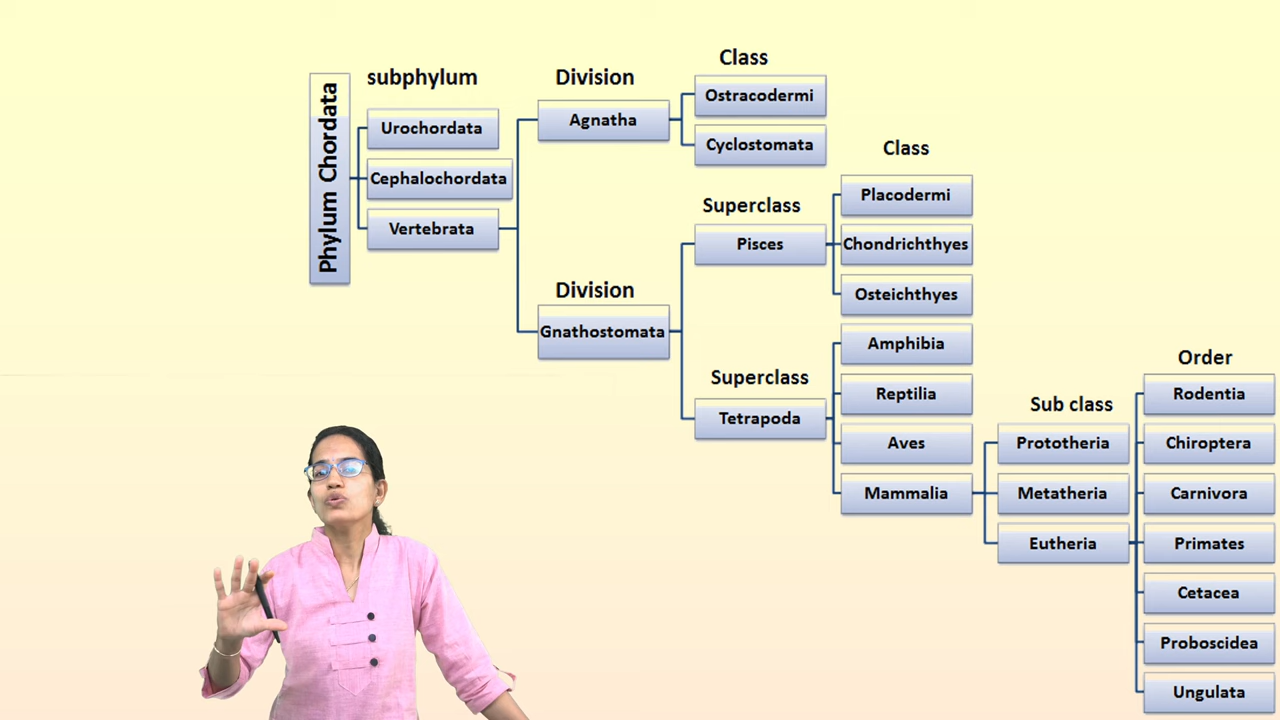 Phylum Chordata
subphylum
Urochordata
Cephalochordata
Vertebrata
Division
Agnatha
Division
Gnathostomata
Class
Ostracodermi
Cyclostomata
Superclass
Pisces
Superclass
Tetrapoda
Class
Placodermi
Chondrichthyes
Osteichthyes
Amphibia
Reptilia
Aves
Mammalia
Sub class
Prototheria
Metatheria
Eutheria
Order
Rodentia
Chiroptera
Carnivora
Primates
Cetacea
Proboscidea
Ungulata